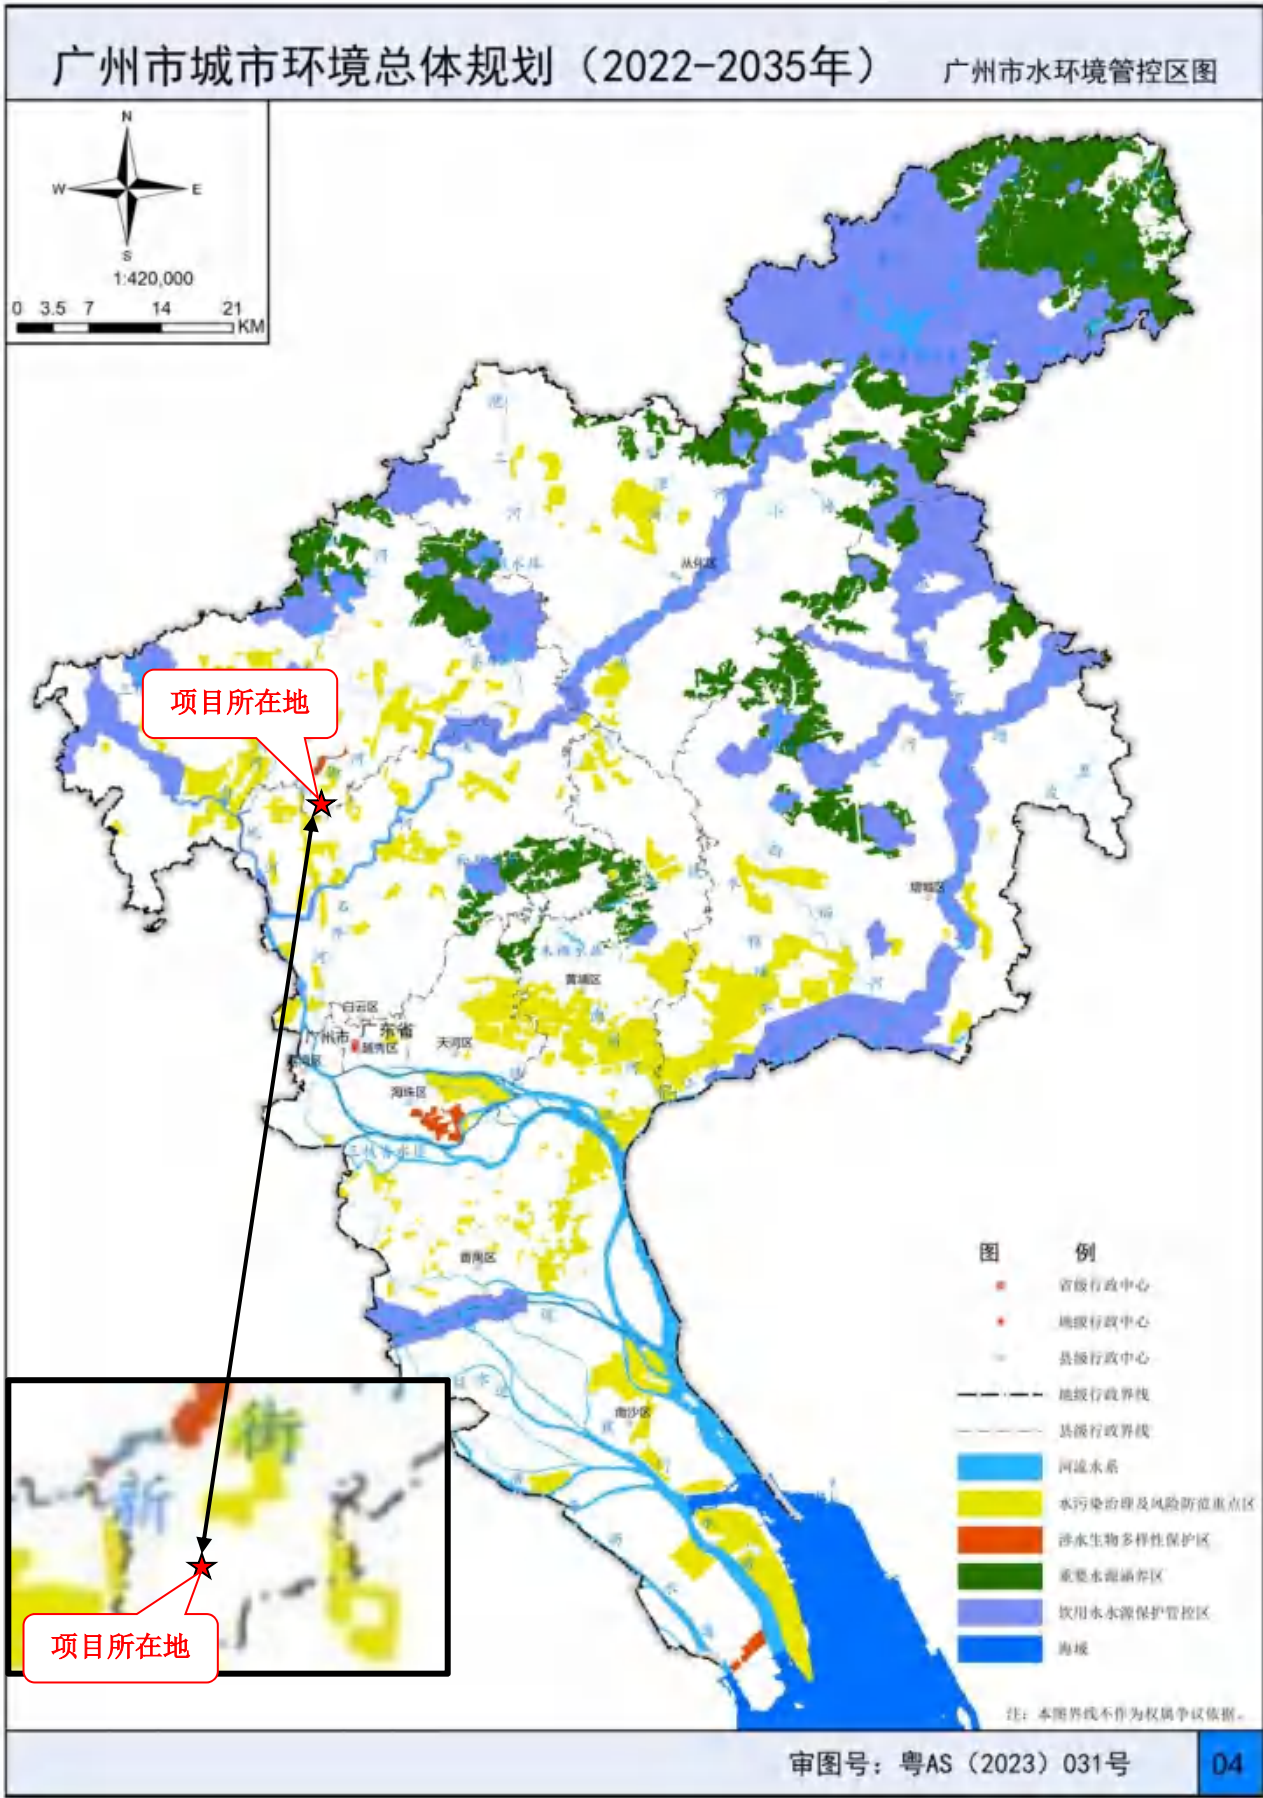 广州市城市环境总体规划（2022-2035年）
广州市水环境管控区图
N
W
E
S
1:420,000
0 3.5 7 14 21
KM
从化区
项目所在地
增城区
黄埔区
白云区
广州市
广东省
越秀区
天河区
荔湾区
海珠区
番禺区
南沙区
新
街
项目所在地
图 例
省级行政中心
地级行政中心
县级行政中心
地级行政界线
县级行政界线
河流水系
水污染治理及风险防范重点区
涉水生物多样性保护区
重要水源涵养区
饮用水水源保护管控区
海域
注：本图界线不作为权属争议依据。
审图号：粤AS（2023）031号
04